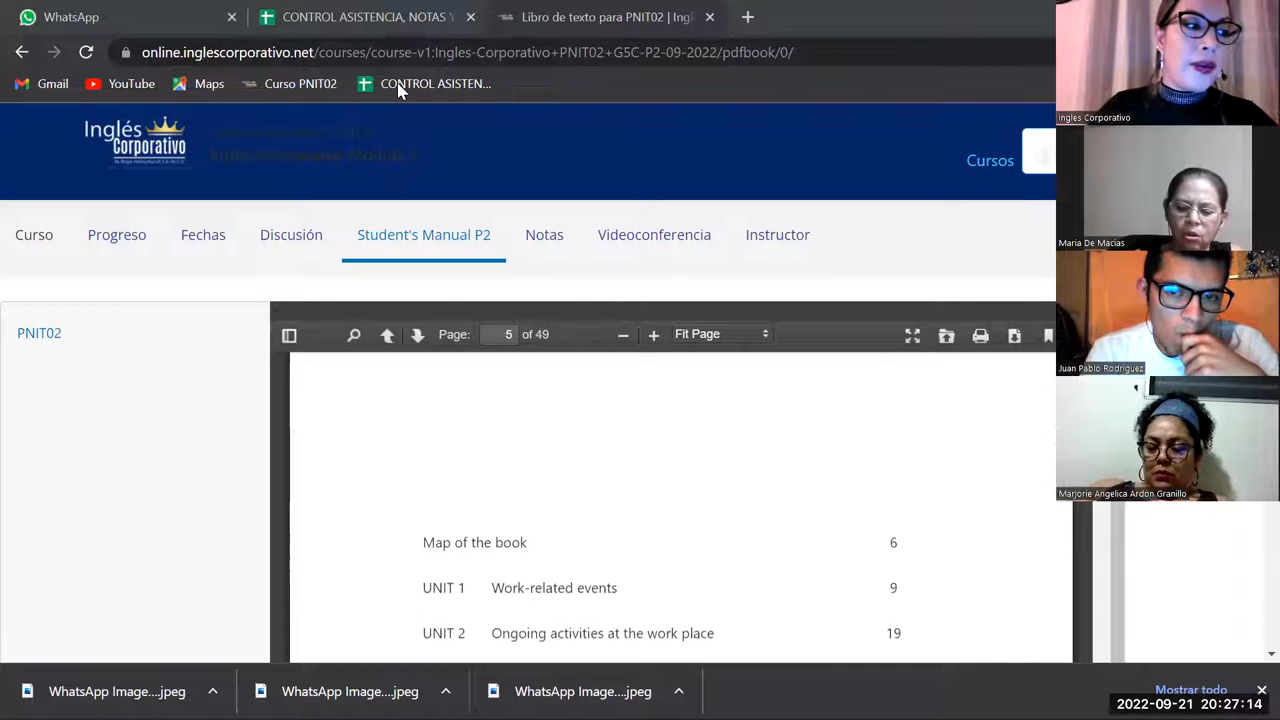 WhatsApp
CONTROL ASISTENCIA, NOTAS Y
Libro de texto para PNIT02 | Ingl
online.inglescorporativo.net/courses/course-v1:Ingles-Corporativo+PNIT02+G5C-P2-09-2022/pdfbook/0/
Gmail
YouTube
Maps
Curso PNIT02
CONTROL ASISTEN...
Inglés
Corporativo
Cursos
Curso
Progreso
Fechas
Discusión
Student's Manual P2
Notas
Videoconferencia
Instructor
PNIT02
Page: 5 of 49
Fit Page
Map of the book 6
UNIT 1 Work-related events 9
UNIT 2 Ongoing activities at the work place 19
Ingles Corporativo
Maria De Macias
Juan Pablo Rodriguez
Marjorie Angelica Ardon Granillo
WhatsApp Image....jpeg
WhatsApp Image....jpeg
WhatsApp Image....jpeg
Mostrar todo
2022-09-21 20:27:14